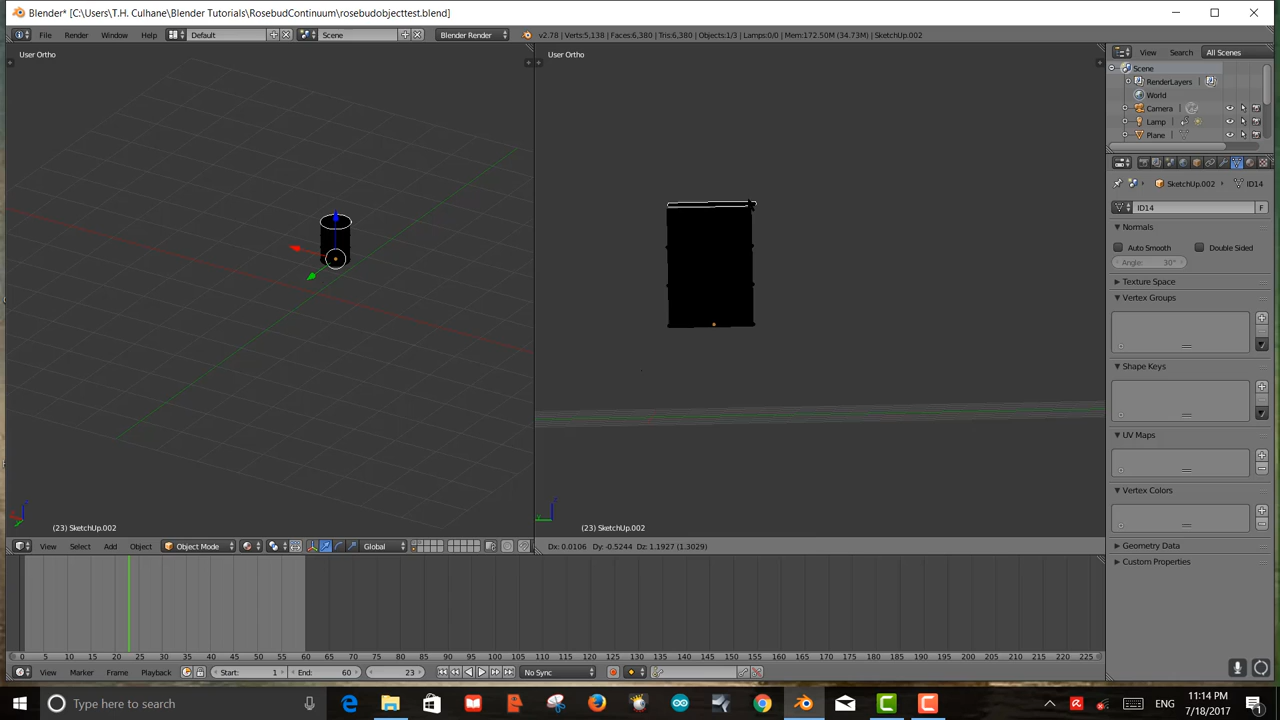 Blender* [C:\Users\T.H. Culhane\Blender Tutorials\RosebudContinuum\rosebudobjecttest.blend]
File Render Window Help Default Scene Blender Render v2.78 | Verts:5,138 | Faces:6,380 | Tris:6,380 | Objects:1/3 | Lamps:0/0 | Mem:172.50M (34.73M) | SketchUp.002
View Search All Scenes
User Ortho
User Ortho
Scene
RenderLayers
World
Camera
Lamp
Plane
SketchUp.002 ID14
ID14 F
Normals
Auto Smooth Double Sided
Angle: 30°
Texture Space
Vertex Groups
Shape Keys
UV Maps
Vertex Colors
Geometry Data
Custom Properties
(23) SketchUp.002
(23) SketchUp.002
View Select Add Object Object Mode Global
Dx: 0.0106 Dy: -0.5244 Dz: 1.1927 (1.3029)
0 5 10 15 20 25 30 35 40 45 50 55 60 65 70 75 80 85 90 95 100 105 110 115 120 125 130 135 140 145 150 155 160 165 170 175 180 185 190 195 200 205 210 215 220 225
View Marker Frame Playback Start: 1 End: 60 23 No Sync
Type here to search
ENG
11:14 PM
7/18/2017